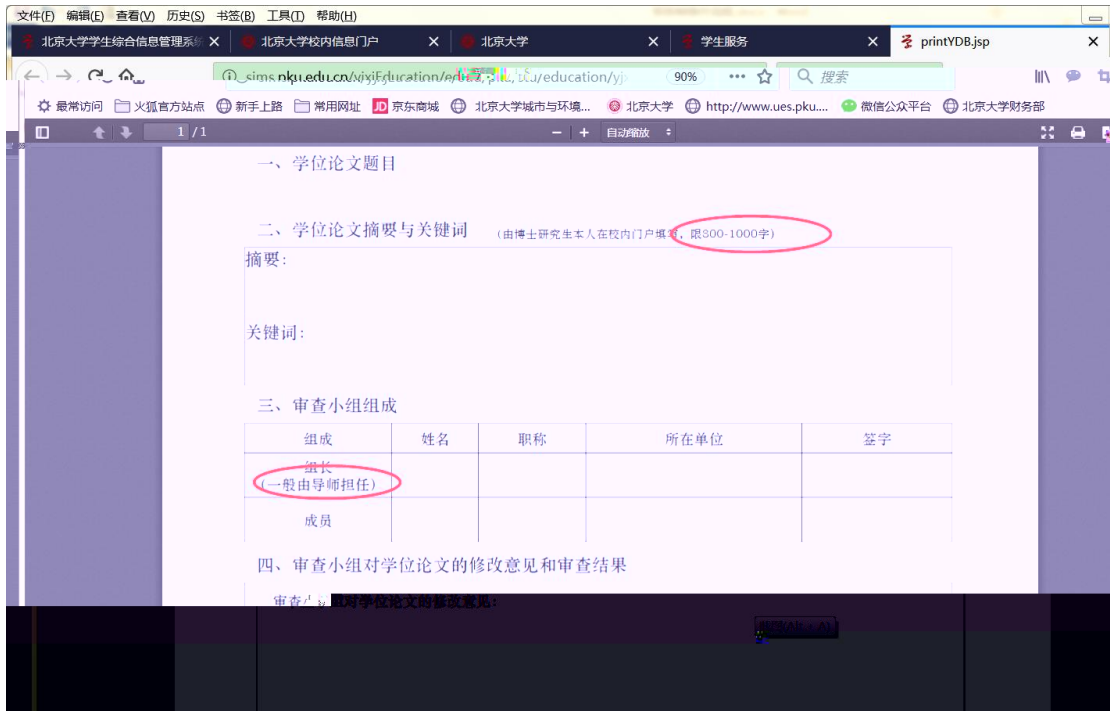 文件(F) 编辑(E) 查看(V) 历史(S) 书签(B) 工具(T) 帮助(H)
北京大学学生综合信息管理系统 北京大学校内信息门户 北京大学 学生服务 printYDB.jsp
sims.pku.edu.cn 90% 搜索
最常访问 火狐官方站点 新手上路 常用网址 JD 京东商城 北京大学城市与环境... 北京大学 http://www.ues.pku.... 微信公众平台 北京大学财务部
1 / 1 自动缩放
一、学位论文题目
二、学位论文摘要与关键词 (由博士研究生本人在校内门户填写，限800-1000字)
摘要:
关键词:
三、审查小组组成
组成 姓名 职称 所在单位 签字
组长
(一般由导师担任)
成员
四、审查小组对学位论文的修改意见和审查结果
审查小组对学位论文的修改意见: